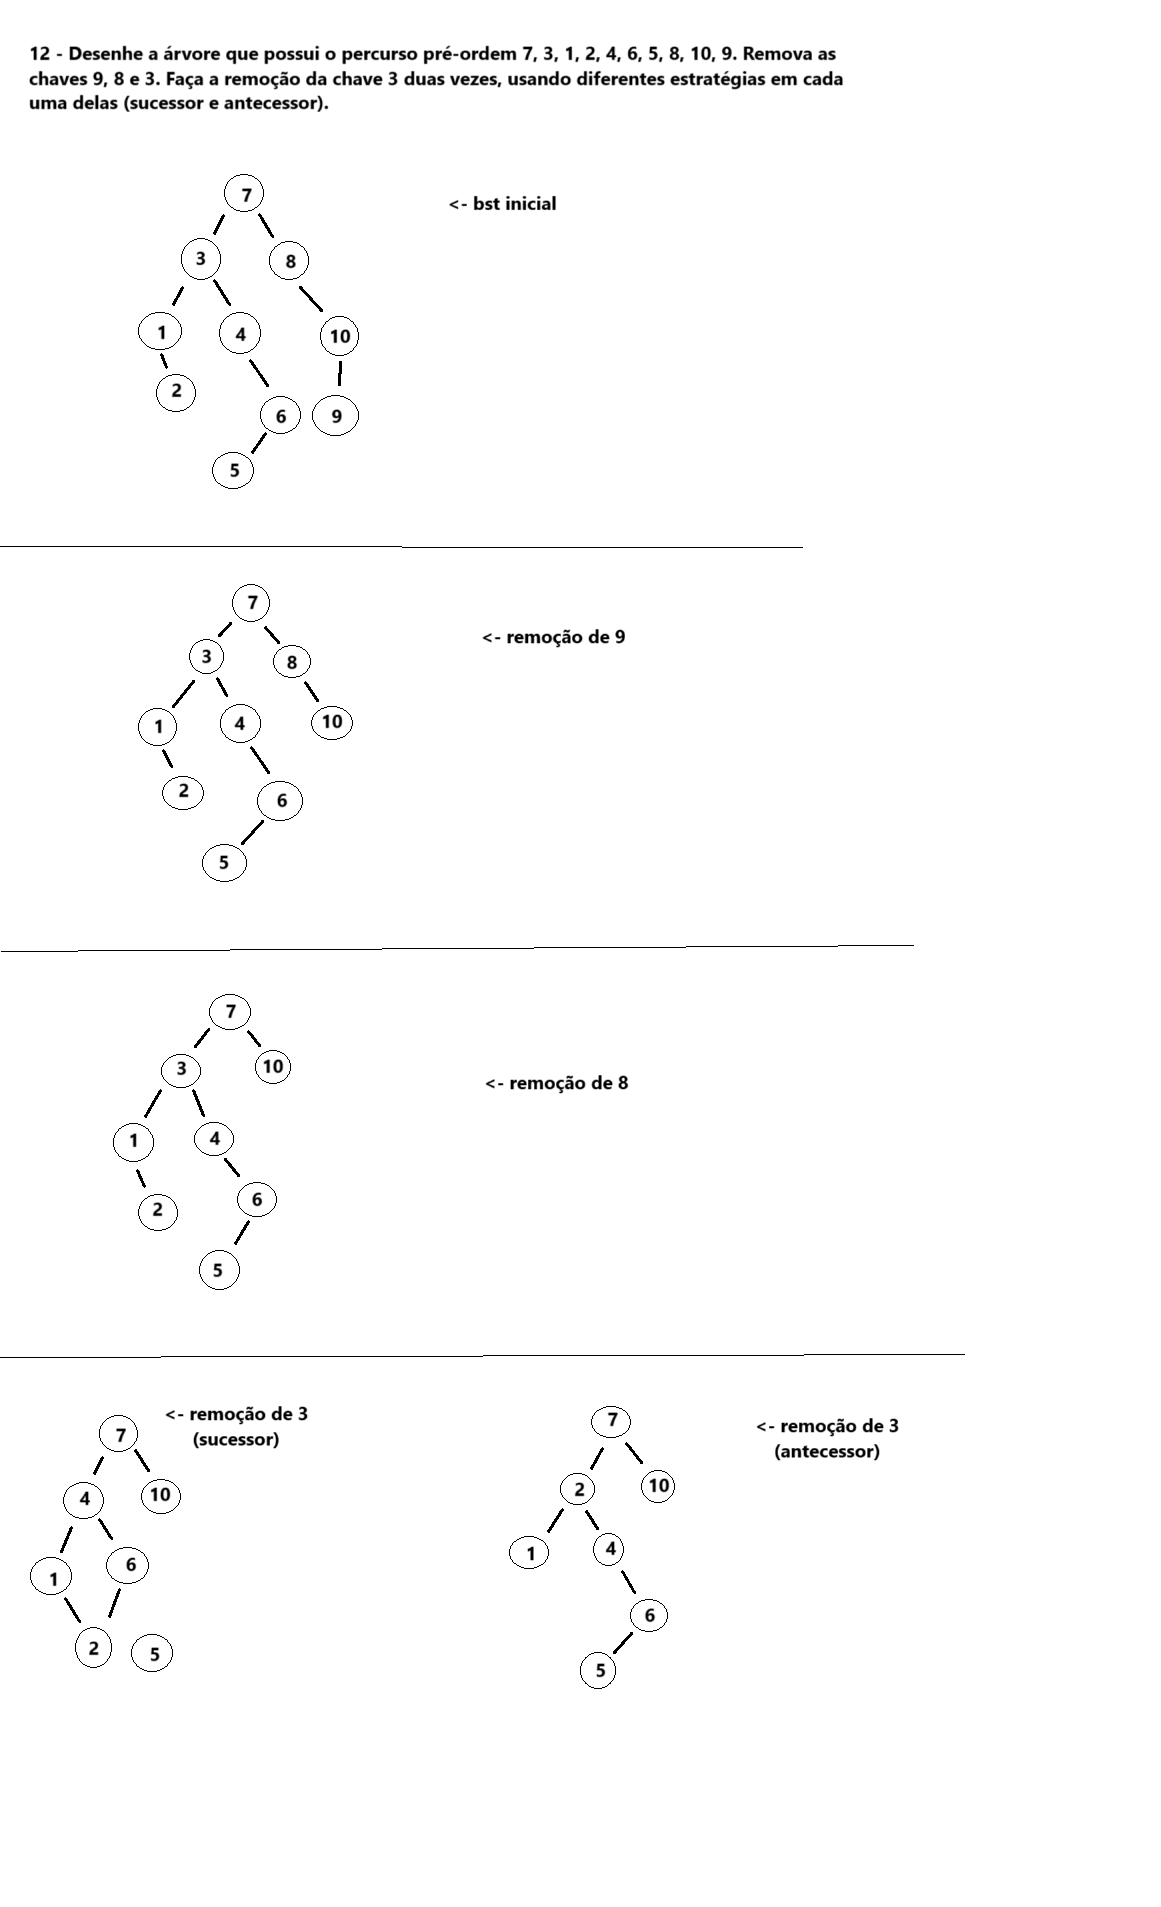 12 - Desenhe a árvore que possui o percurso pré-ordem 7, 3, 1, 2, 4, 6, 5, 8, 10, 9. Remova as
chaves 9, 8 e 3. Faça a remoção da chave 3 duas vezes, usando diferentes estratégias em cada
uma delas (sucessor e antecessor).
7
<- bst inicial
3 8
1 4 10
2
6 9
5
7
<- remoção de 9
3 8
1 4 10
2 6
5
7
3 10
<- remoção de 8
1 4
2 6
5
<- remoção de 3
(sucessor)
7
4 10
1 6
2 5
7
<- remoção de 3
(antecessor)
2 10
1 4
6
5